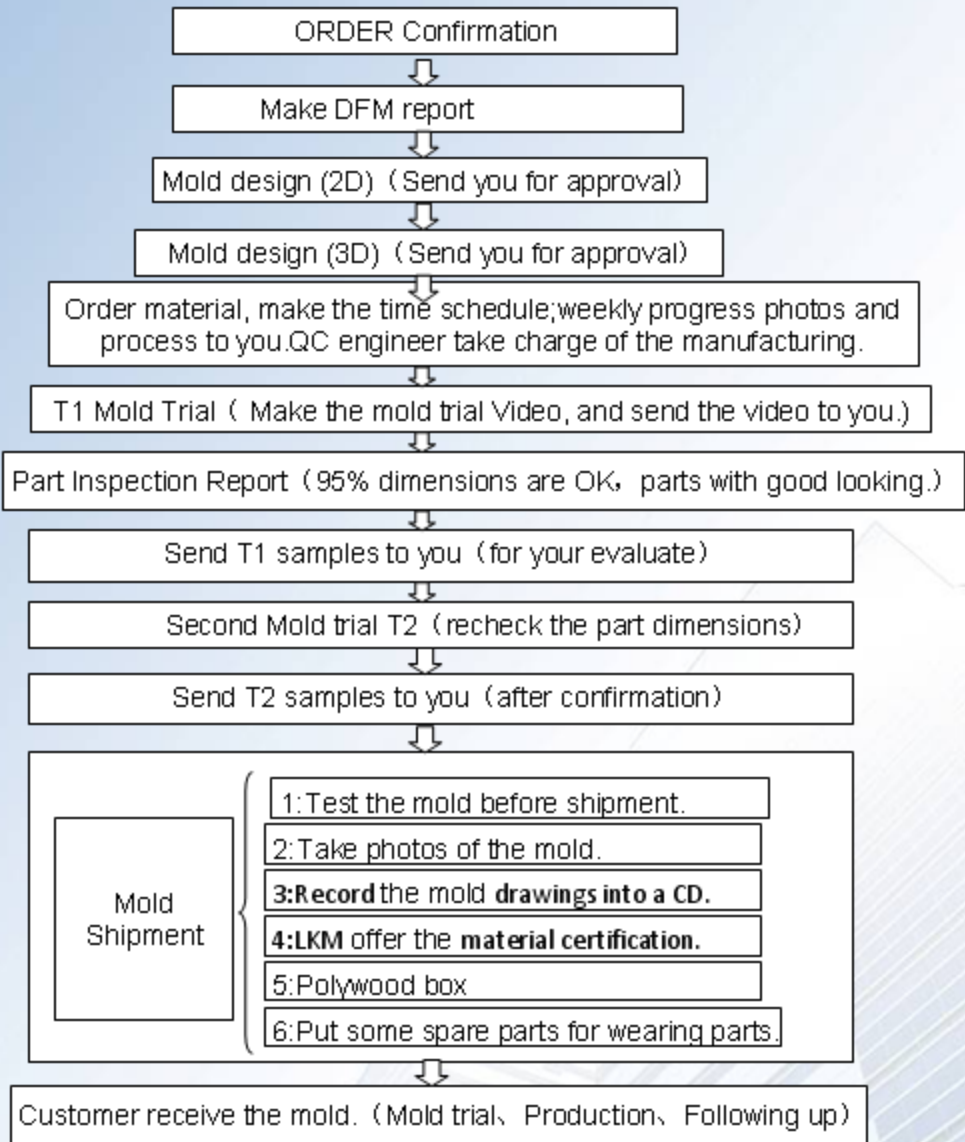 ORDER Confirmation
Make DFM report
Mold design (2D)（Send you for approval）
Mold design (3D)（Send you for approval）
Order material, make the time schedule;weekly progress photos and
process to you.QC engineer take charge of the manufacturing.
T1 Mold Trial（ Make the mold trial Video, and send the video to you.)
Part Inspection Report（95% dimensions are OK，parts with good looking.）
Send T1 samples to you（for your evaluate）
Second Mold trial T2（recheck the part dimensions）
Send T2 samples to you（after confirmation）
Mold
Shipment
1:Test the mold before shipment.
2:Take photos of the mold.
3:Record the mold drawings into a CD.
4:LKM offer the material certification.
5:Polywood box
6:Put some spare parts for wearing parts.
Customer receive the mold.（Mold trial、Production、Following up）